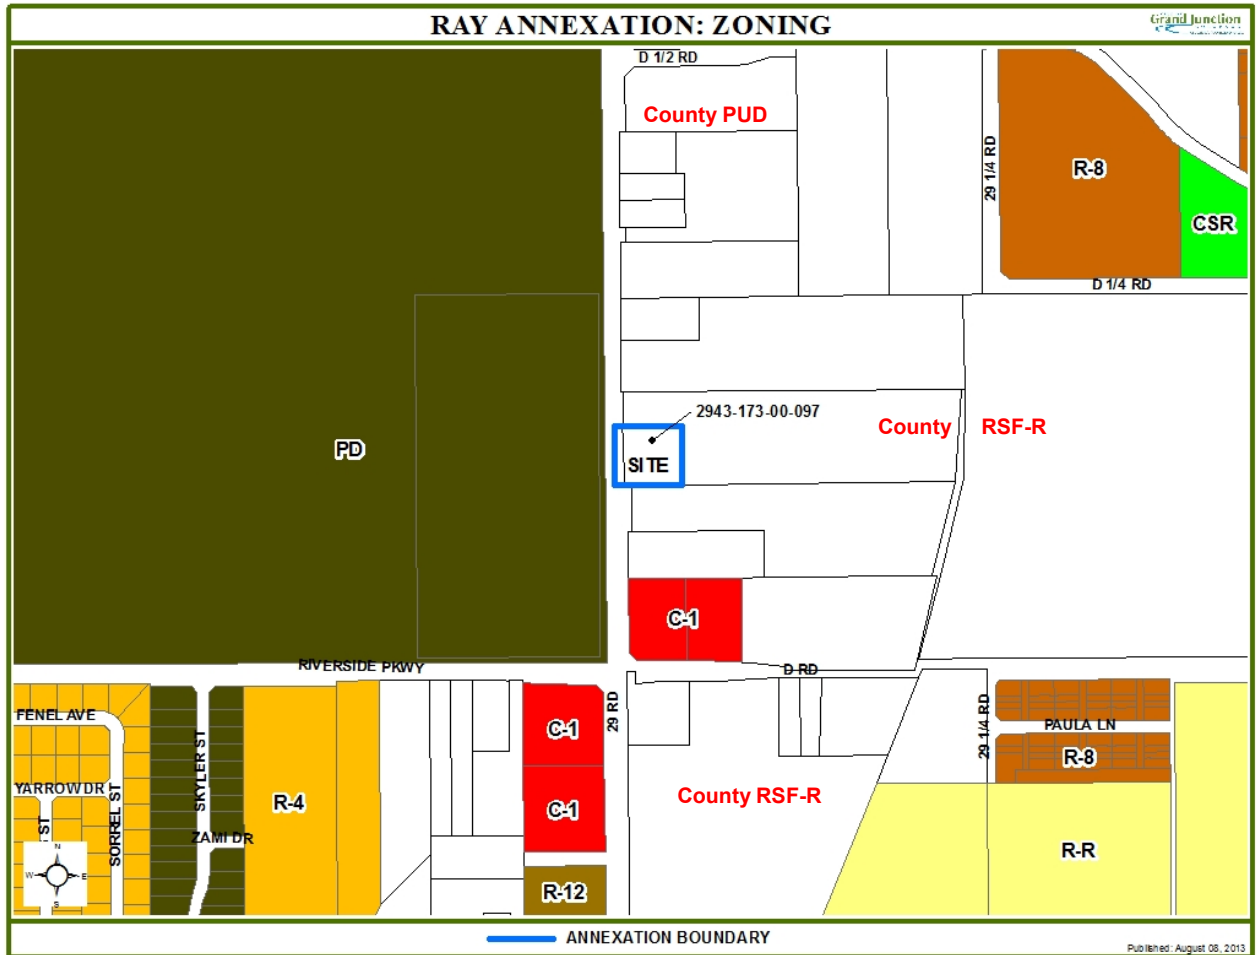 RAY ANNEXATION: ZONING
Grand Junction
D 1/2 RD
County PUD
29 1/4 RD
R-8
CSR
D 1/4 RD
2943-173-00-097
County RSF-R
PD
SITE
C-1
RIVERSIDE PKWY
D RD
FENEL AVE
SKYLER ST
29 RD
C-1
29 1/4 RD
PAULA LN
R-8
YARROW DR
SORREL ST
R-4
County RSF-R
C-1
ST
ZAMI DR
R-R
N
W
E
S
R-12
ANNEXATION BOUNDARY
Published: August 08, 2013